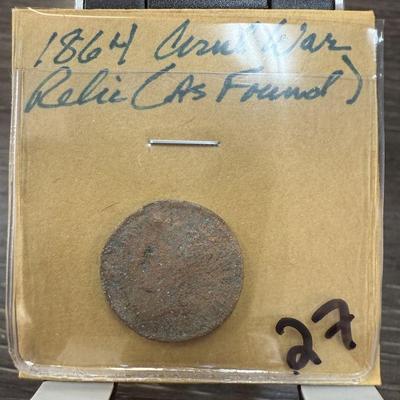 1864 Civil War
Relic (As Found)
27